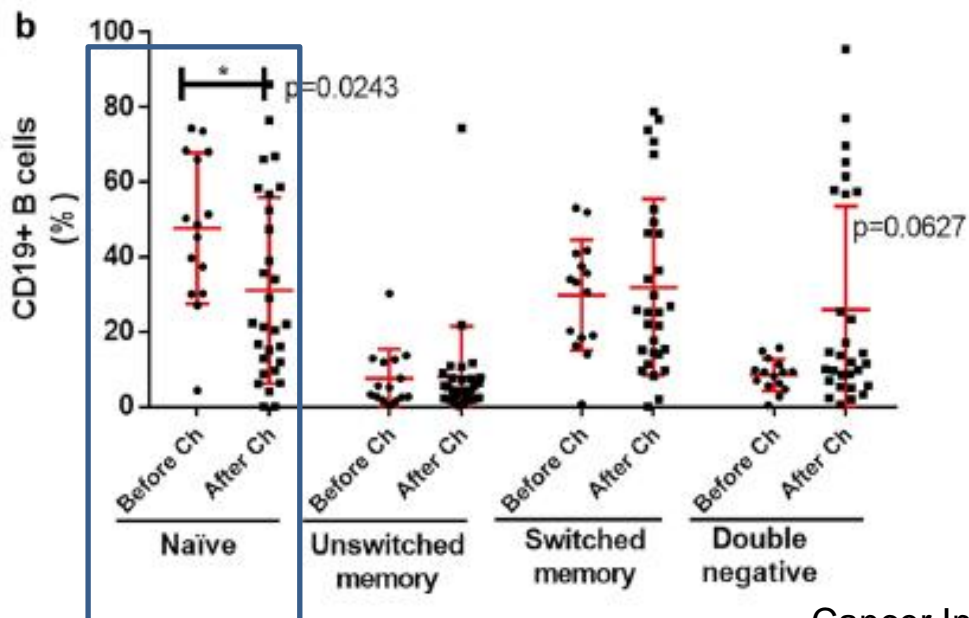 b
100
80
60
40
20
0
CD19+ B cells
(%)
*
p=0.0243
p=0.0627
Before Ch
After Ch
Before Ch
After Ch
Before Ch
After Ch
Before Ch
After Ch
Naïve
Unswitched
memory
Switched
memory
Double
negative